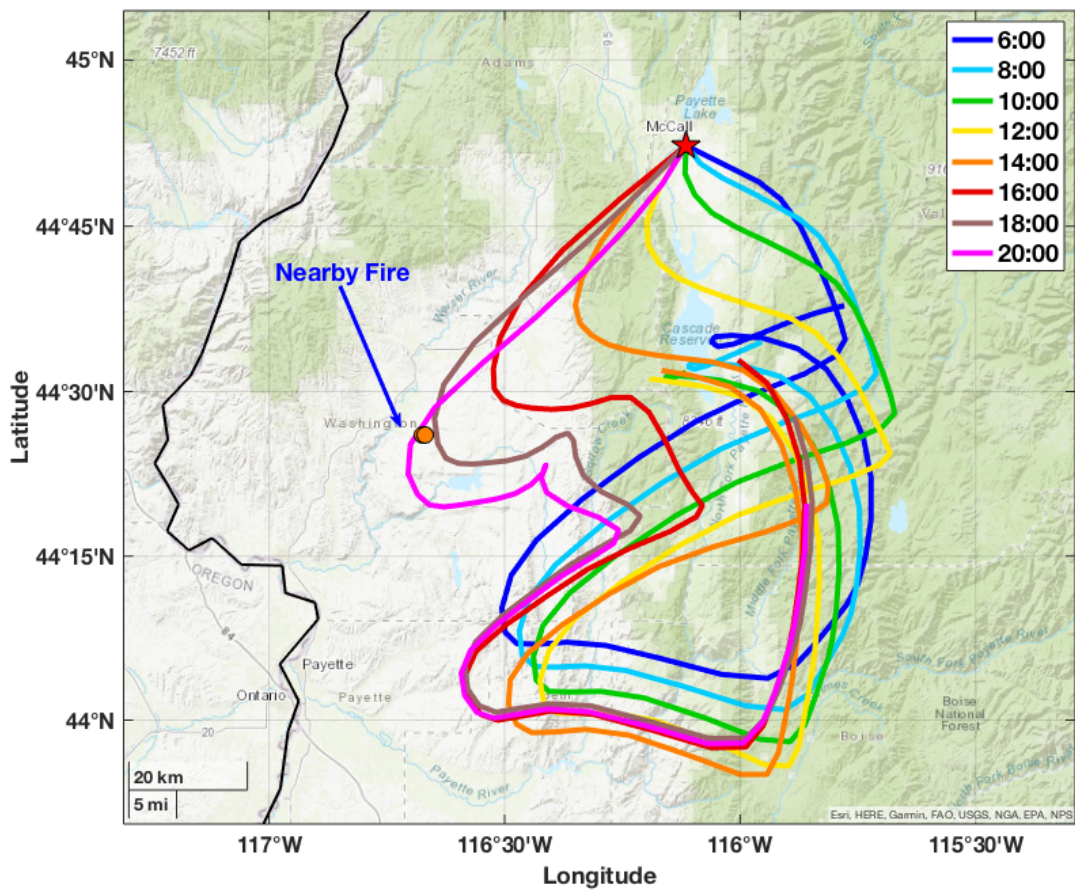 45°N
44°45'N
44°30'N
44°15'N
44°N
Latitude
117°W
116°30'W
116°W
115°30'W
Longitude
6:00
8:00
10:00
12:00
14:00
16:00
18:00
20:00
7452 ft
95
Adams
Payette
Lake
McCall
Nearby Fire
Weiser River
Cascade
Washington
OREGON
84
Payette
Ontario
Payette
20
Payette River
South Fork Payette River
Boise
National
Forest
Boise
20 km
5 mi
Esri, HERE, Garmin, FAO, USGS, NGA, EPA, NPS